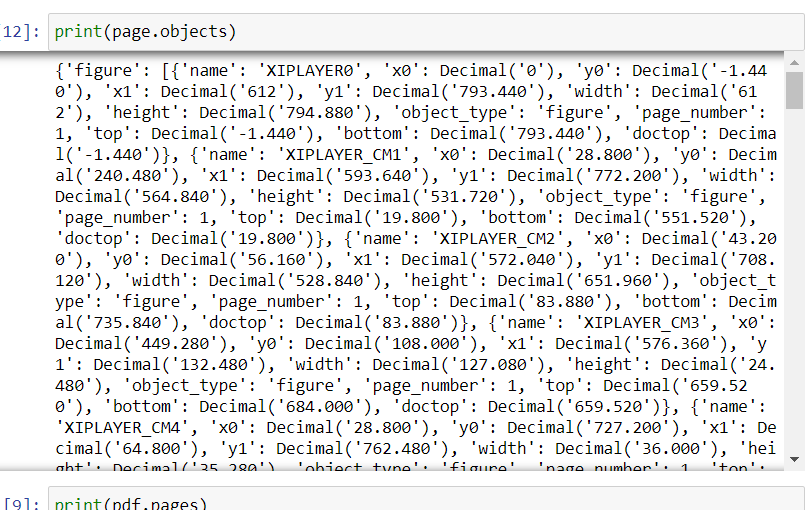 12]: print(page.objects)
{'figure': [{'name': 'XIPLAYER0', 'x0': Decimal('0'), 'y0': Decimal('-1.44
0'), 'x1': Decimal('612'), 'y1': Decimal('793.440'), 'width': Decimal('61
2'), 'height': Decimal('794.880'), 'object_type': 'figure', 'page_number':
1, 'top': Decimal('-1.440'), 'bottom': Decimal('793.440'), 'doctop': Decima
l('-1.440')}, {'name': 'XIPLAYER_CM1', 'x0': Decimal('28.800'), 'y0': Decim
al('240.480'), 'x1': Decimal('593.640'), 'y1': Decimal('772.200'), 'width':
Decimal('564.840'), 'height': Decimal('531.720'), 'object_type': 'figure',
'page_number': 1, 'top': Decimal('19.800'), 'bottom': Decimal('551.520'),
'doctop': Decimal('19.800')}, {'name': 'XIPLAYER_CM2', 'x0': Decimal('43.20
0'), 'y0': Decimal('56.160'), 'x1': Decimal('572.040'), 'y1': Decimal('708.
120'), 'width': Decimal('528.840'), 'height': Decimal('651.960'), 'object_t
ype': 'figure', 'page_number': 1, 'top': Decimal('83.880'), 'bottom': Decim
al('735.840'), 'doctop': Decimal('83.880')}, {'name': 'XIPLAYER_CM3', 'x0':
Decimal('449.280'), 'y0': Decimal('108.000'), 'x1': Decimal('576.360'), 'y
1': Decimal('132.480'), 'width': Decimal('127.080'), 'height': Decimal('24.
480'), 'object_type': 'figure', 'page_number': 1, 'top': Decimal('659.52
0'), 'bottom': Decimal('684.000'), 'doctop': Decimal('659.520')}, {'name':
'XIPLAYER_CM4', 'x0': Decimal('28.800'), 'y0': Decimal('727.200'), 'x1': De
cimal('64.800'), 'y1': Decimal('762.480'), 'width': Decimal('36.000'), 'hei
ght': Decimal('35.280'), 'object_type': 'figure', 'page_number': 1, 'top':
[9]: print(pdf.pages)